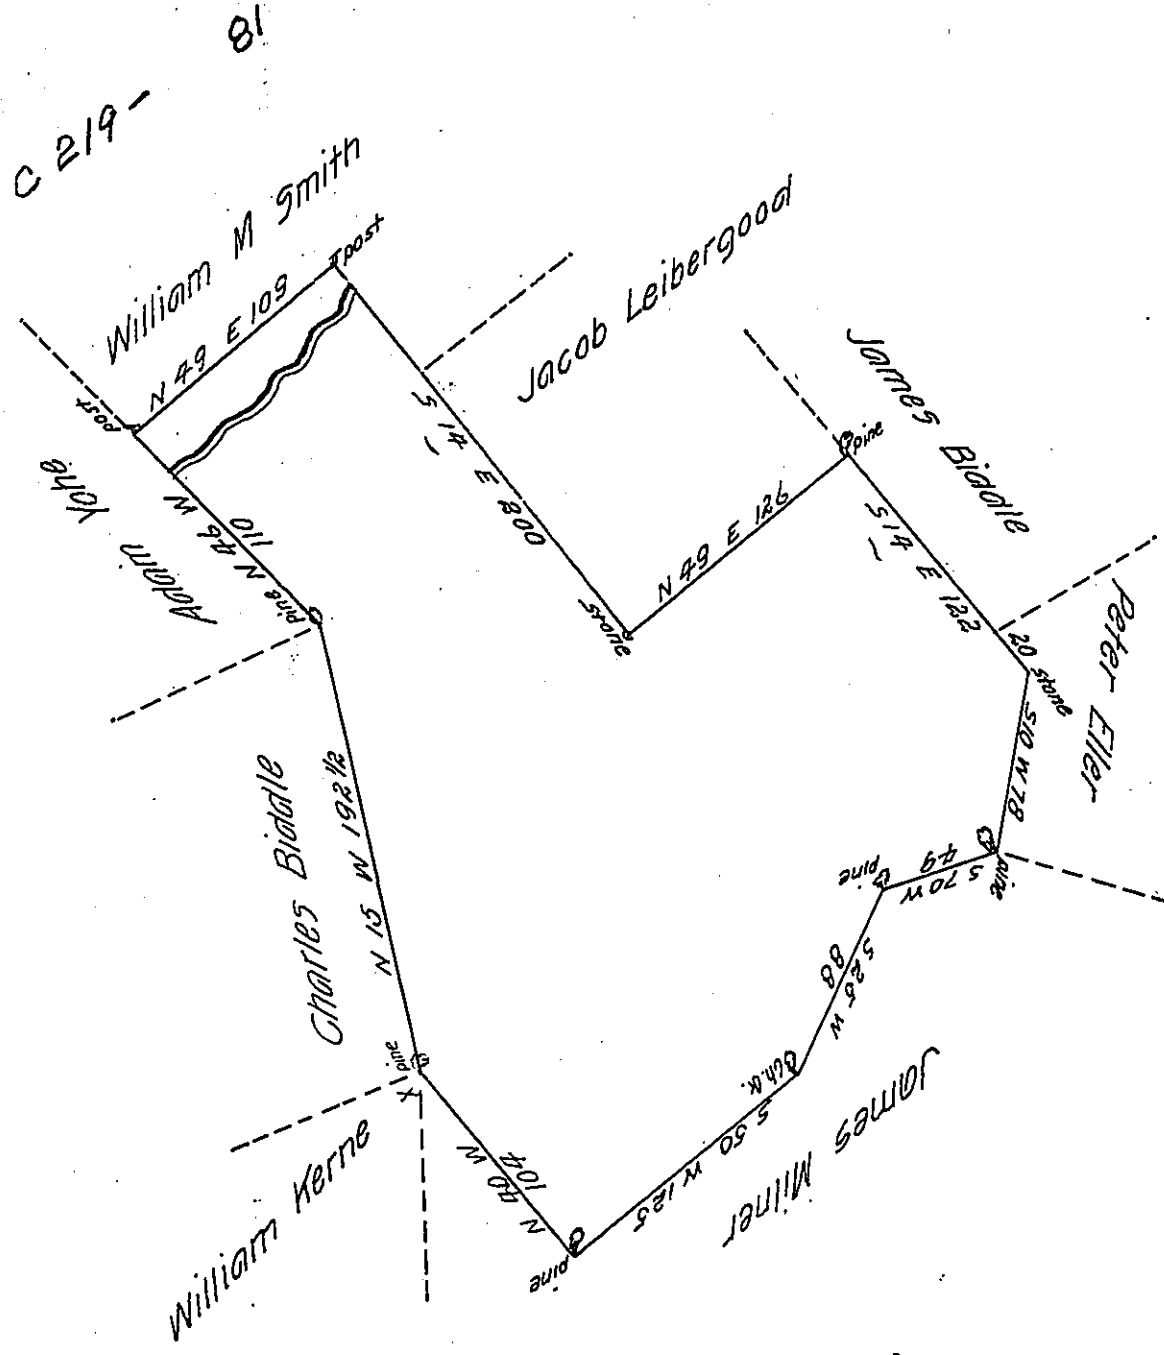 81
C 219-
William M Smith
post
N 49 E 109
post
Jacob Leibergood
S 14 E 200
Adam Yohe
N 46 W
110
pine
James Biddle
pine
N 49 E 126
stone
S 14 E 122
20
stone
Peter Eller
S 10 W 78
pine
S 70 W
49
pine
S 25 W
88
Ch. O.
James Milner
S 50 W 125
pine
N 40 W
104
William Kerne
X
pine
Charles Biddle
N 15 W 192 1/2